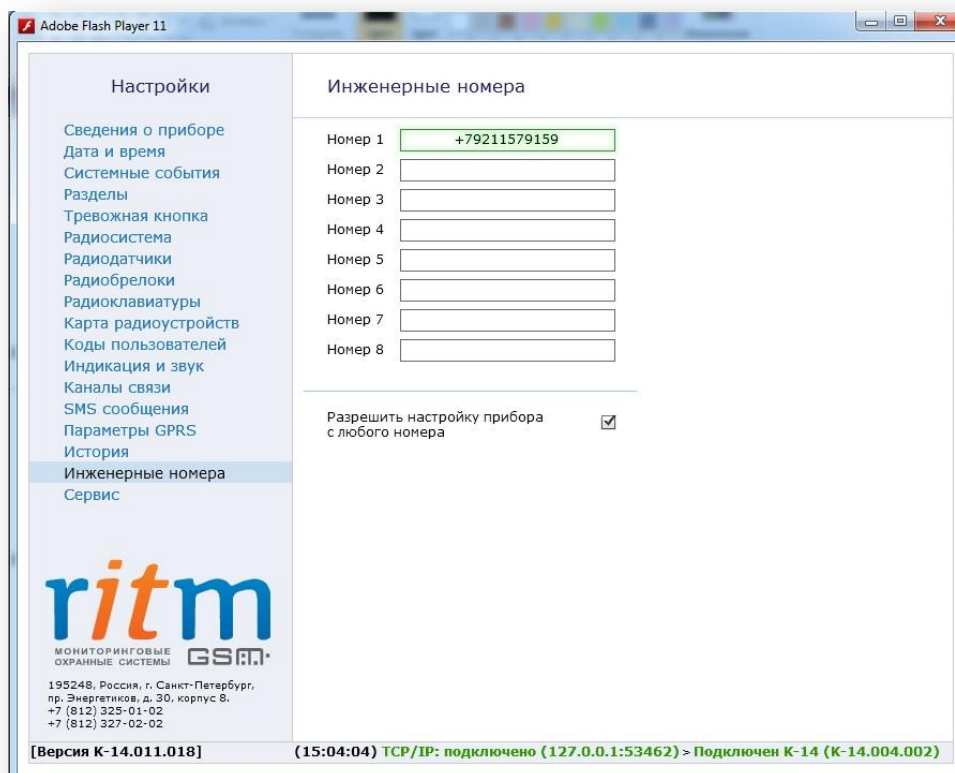 Adobe Flash Player 11
Настройки
Сведения о приборе
Дата и время
Системные события
Разделы
Тревожная кнопка
Радиосистема
Радиодатчики
Радиобрелоки
Радиоклавиатуры
Карта радиоустройств
Коды пользователей
Индикация и звук
Каналы связи
SMS сообщения
Параметры GPRS
История
Инженерные номера
Сервис
ritm
МОНИТОРИНГОВЫЕ
ОХРАННЫЕ СИСТЕМЫ GSM
195248, Россия, г. Санкт-Петербург,
пр. Энергетиков, д. 30, корпус 8.
+7 (812) 325-01-02
+7 (812) 327-02-02
Инженерные номера
Номер 1 +79211579159
Номер 2
Номер 3
Номер 4
Номер 5
Номер 6
Номер 7
Номер 8
Разрешить настройку прибора
с любого номера
[Версия K-14.011.018] (15:04:04) TCP/IP: подключено (127.0.0.1:53462) > Подключен K-14 (K-14.004.002)